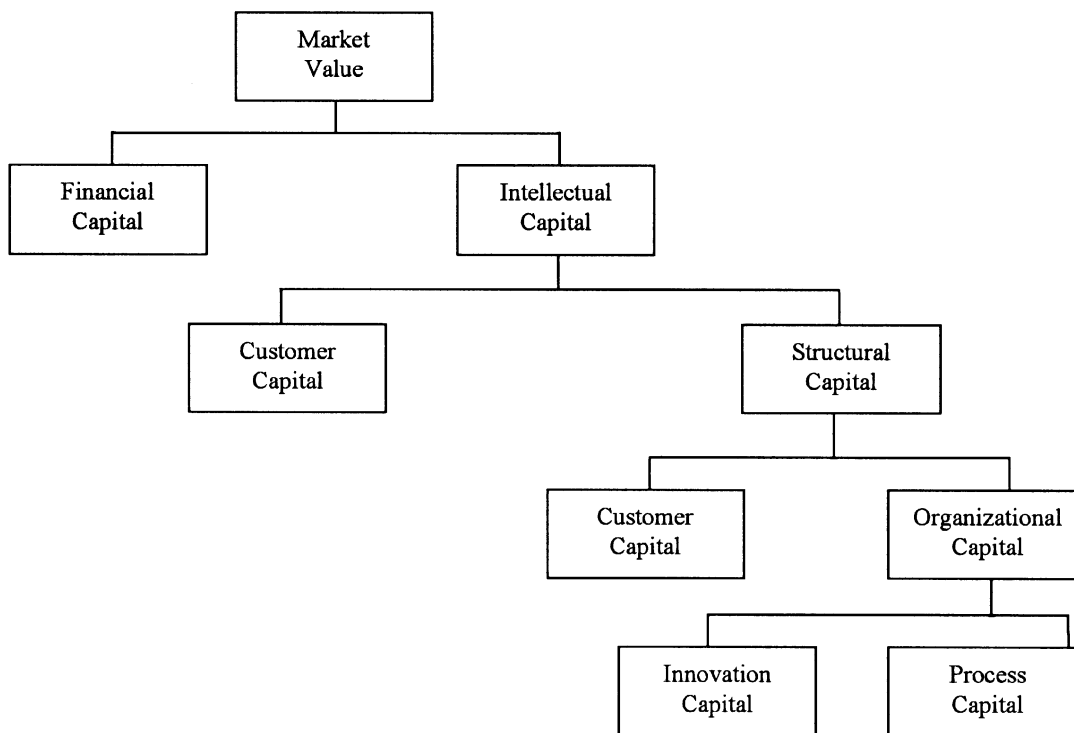 Market
Value
Financial
Capital
Intellectual
Capital
Customer
Capital
Structural
Capital
Customer
Capital
Organizational
Capital
Innovation
Capital
Process
Capital